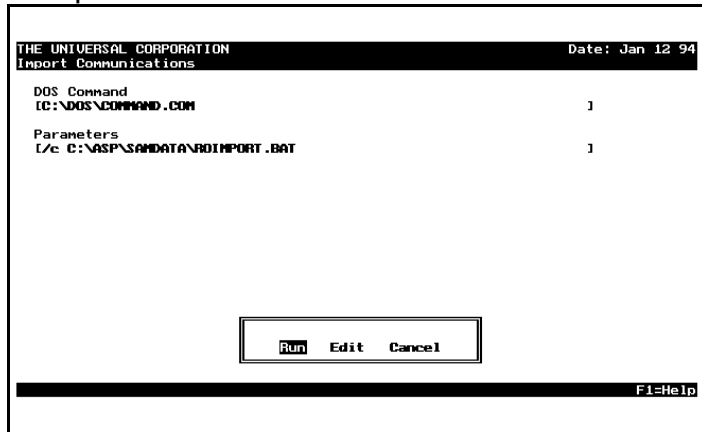 THE UNIVERSAL CORPORATION Date: Jan 12 94
Import Communications
DOS Command
[C:\DOS\COMMAND.COM ]
Parameters
[/c C:\ASP\SAMDATA\ROIMPORT.BAT ]
Run Edit Cancel
F1=Help